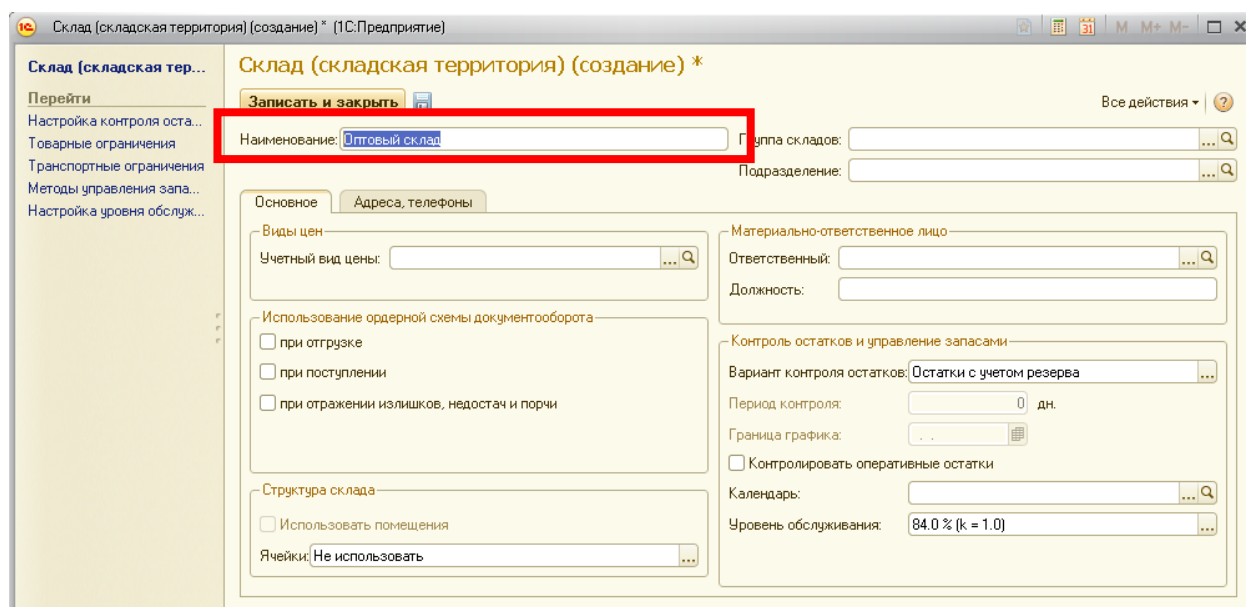 Склад (складская территория) (создание) * (1С:Предприятие)
31 M M+ M-
Склад (складская тер...
Перейти
Настройка контроля оста...
Товарные ограничения
Транспортные ограничения
Методы управления запа...
Настройка уровня обслуж...
Склад (складская территория) (создание) *
Записать и закрыть
Все действия
Наименование: Оптовый склад
Группа складов:
Подразделение:
Основное
Адреса, телефоны
Виды цен
Учетный вид цены:
Использование ордерной схемы документооборота
при отгрузке
при поступлении
при отражении излишков, недостач и порчи
Структура склада
Использовать помещения
Ячейки: Не использовать
Материально-ответственное лицо
Ответственный:
Должность:
Контроль остатков и управление запасами
Вариант контроля остатков: Остатки с учетом резерва
Период контроля: 0 дн.
Граница графика: . .
Контролировать оперативные остатки
Календарь:
Уровень обслуживания: 84.0 % (k = 1.0)